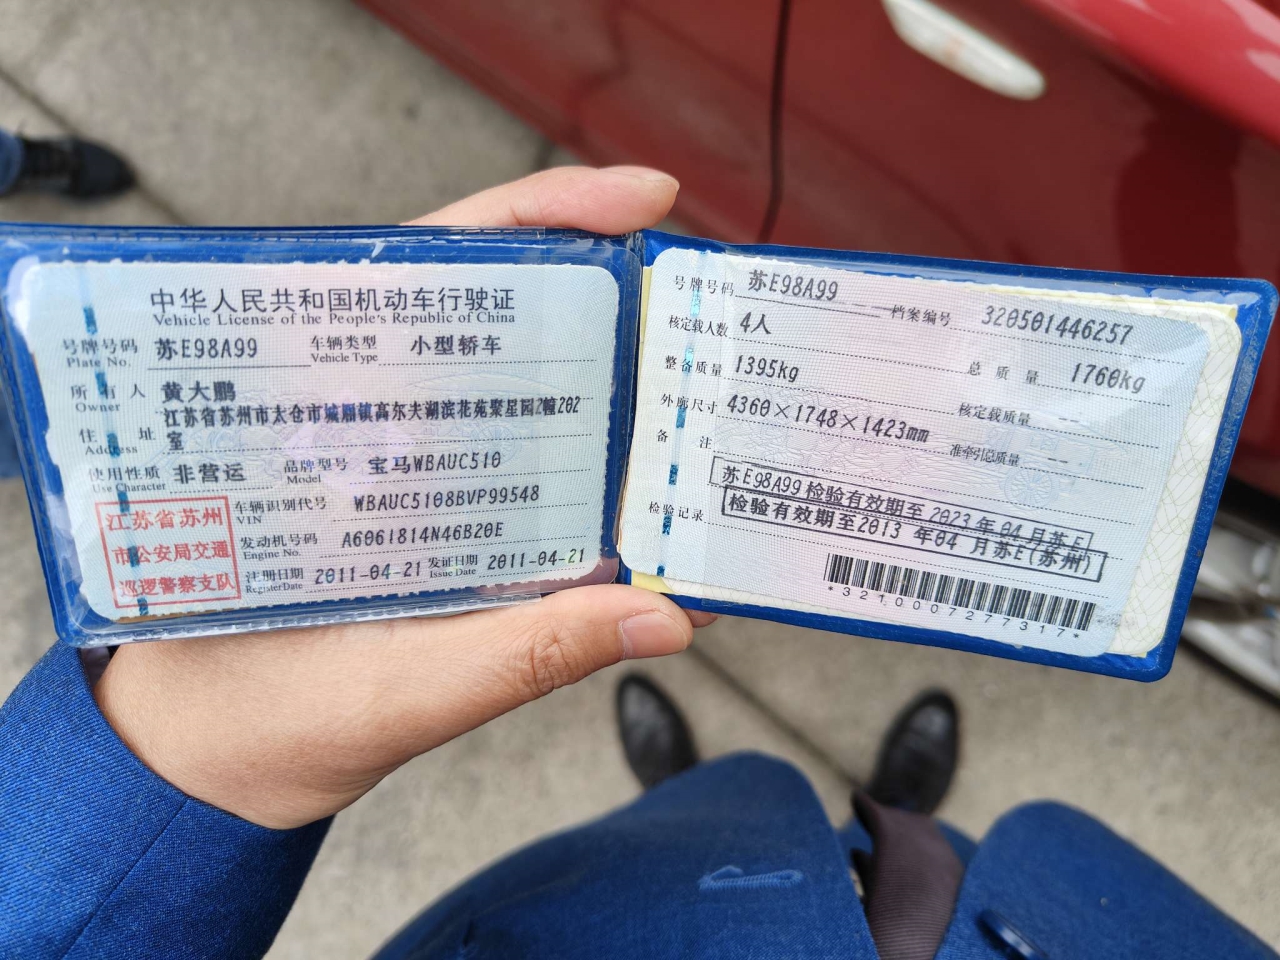 中华人民共和国机动车行驶证
Vehicle License of the People's Republic of China
号牌号码 苏E98A99 车辆类型 小型轿车
Plate No. Vehicle Type
所有人 黄大鹏
Owner
住址 江苏省苏州市太仓市城厢镇高尔夫湖滨花苑聚星园2幢202
室
Address
使用性质 非营运 品牌型号 宝马WBAUC510
Use Character Model
江苏省苏州
市公安局交通
巡逻警察支队
车辆识别代号 WBAUC5108BVP99548
VIN
发动机号码 A6061814N46B20E
Engine No.
注册日期 2011-04-21 发证日期 2011-04-21
Register Date Issue Date
号牌号码 苏E98A99 档案编号 320501446257
核定载人数 4人 总质量 1760kg
整备质量 1395kg 核定载质量 --
外廓尺寸 4360×1748×1423mm 准牵引总质量 --
备注
苏E98A99 检验有效期至 2023 年 04 月苏E
检验记录 检验有效期至2013 年04 月苏E(苏州)
*3210007277317*